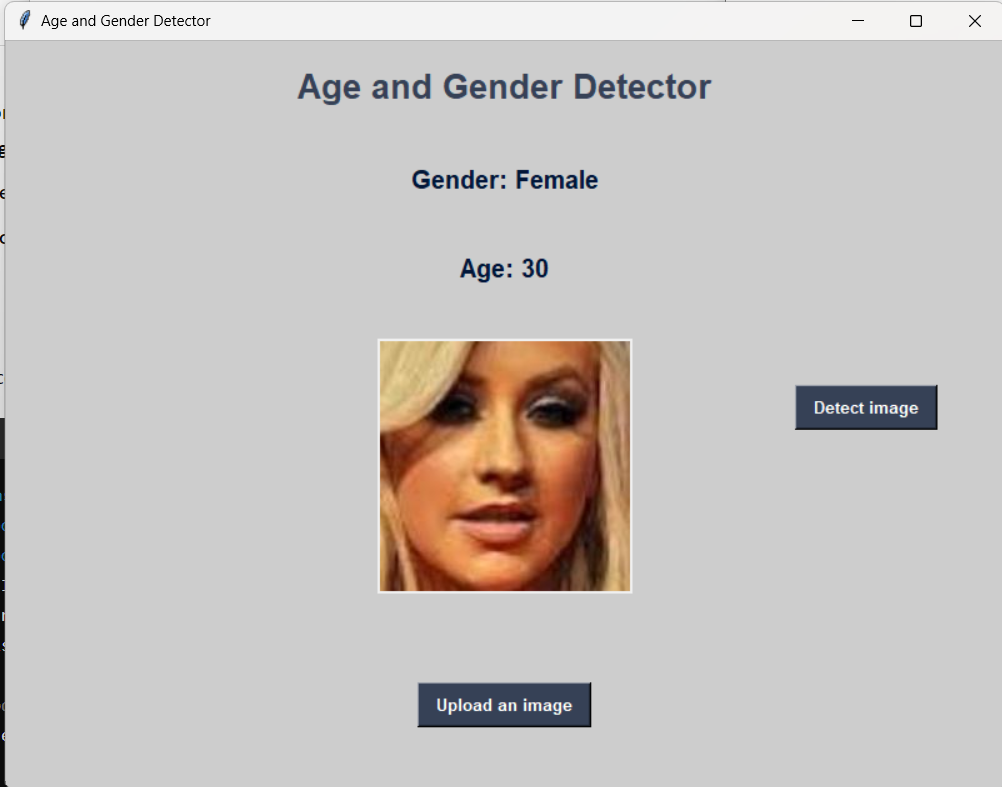 Age and Gender Detector
Age and Gender Detector
Gender: Female
Age: 30
Detect image
Upload an image